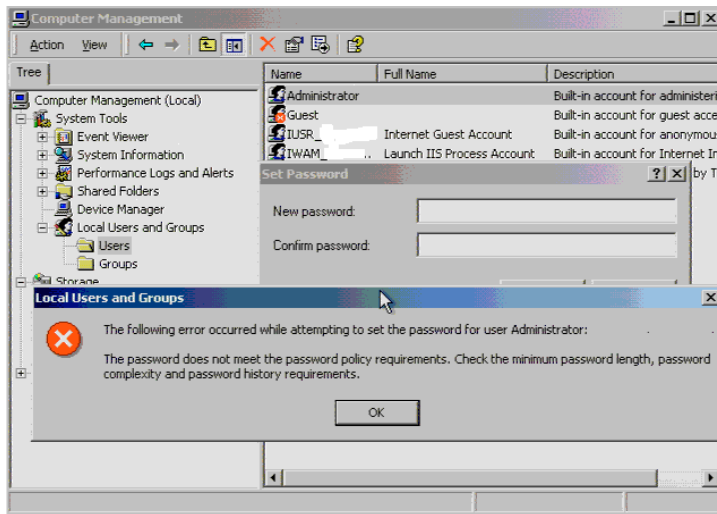 Computer Management
Action View
Tree
Name Full Name Description
Computer Management (Local)
System Tools
Event Viewer
System Information
Performance Logs and Alerts
Shared Folders
Device Manager
Local Users and Groups
Users
Groups
Storage
Administrator Built-in account for administeri
Guest Built-in account for guest acce
IUSR_ Internet Guest Account Built-in account for anonymou
IWAM_ .. Launch IIS Process Account Built-in account for Internet In
by T
Set Password
New password:
Confirm password:
Local Users and Groups
The following error occurred while attempting to set the password for user Administrator:
The password does not meet the password policy requirements. Check the minimum password length, password
complexity and password history requirements.
OK